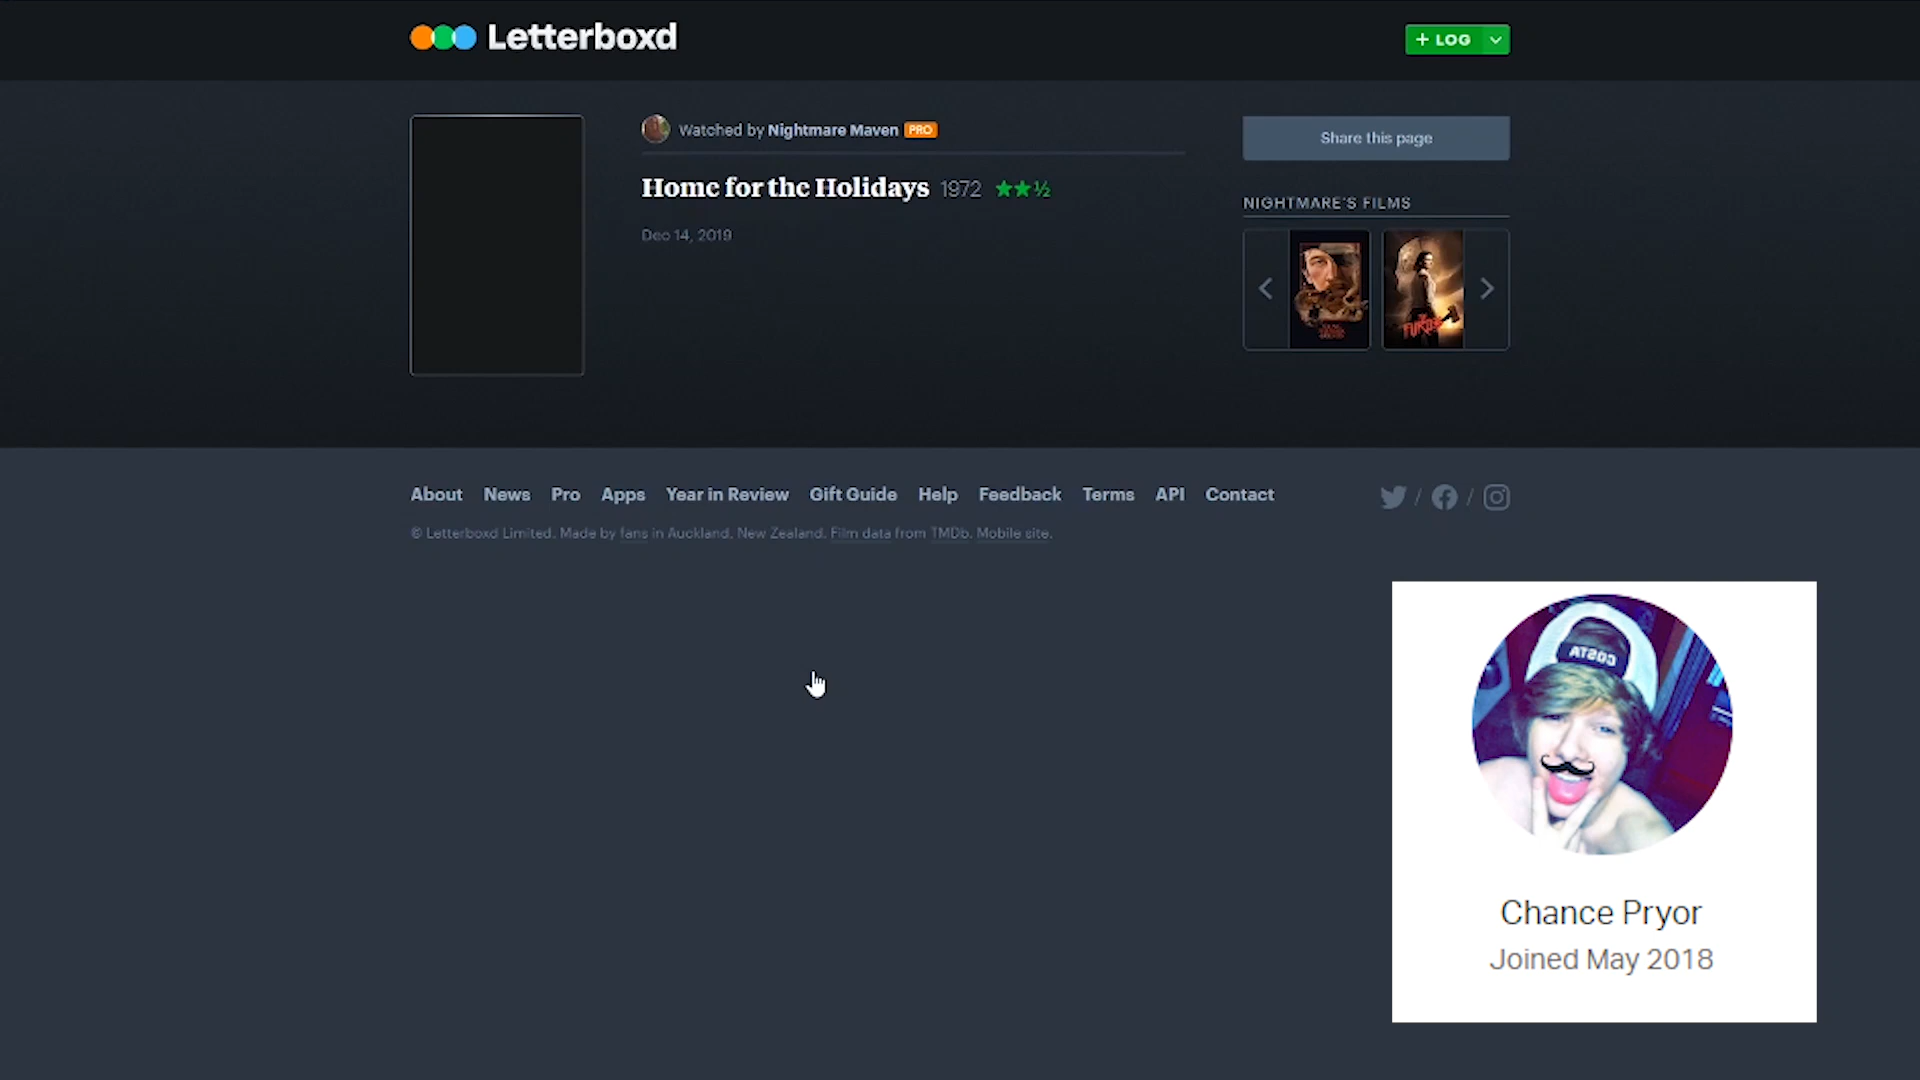 Letterboxd
+ LOG
Watched by Nightmare Maven PRO
Share this page
Home for the Holidays 1972 ★★½
Dec 14, 2019
NIGHTMARE'S FILMS
FURIES
About News Pro Apps Year in Review Gift Guide Help Feedback Terms API Contact
/ /
© Letterboxd Limited. Made by fans in Auckland, New Zealand. Film data from TMDb. Mobile site.
COSTA
Chance Pryor
Joined May 2018